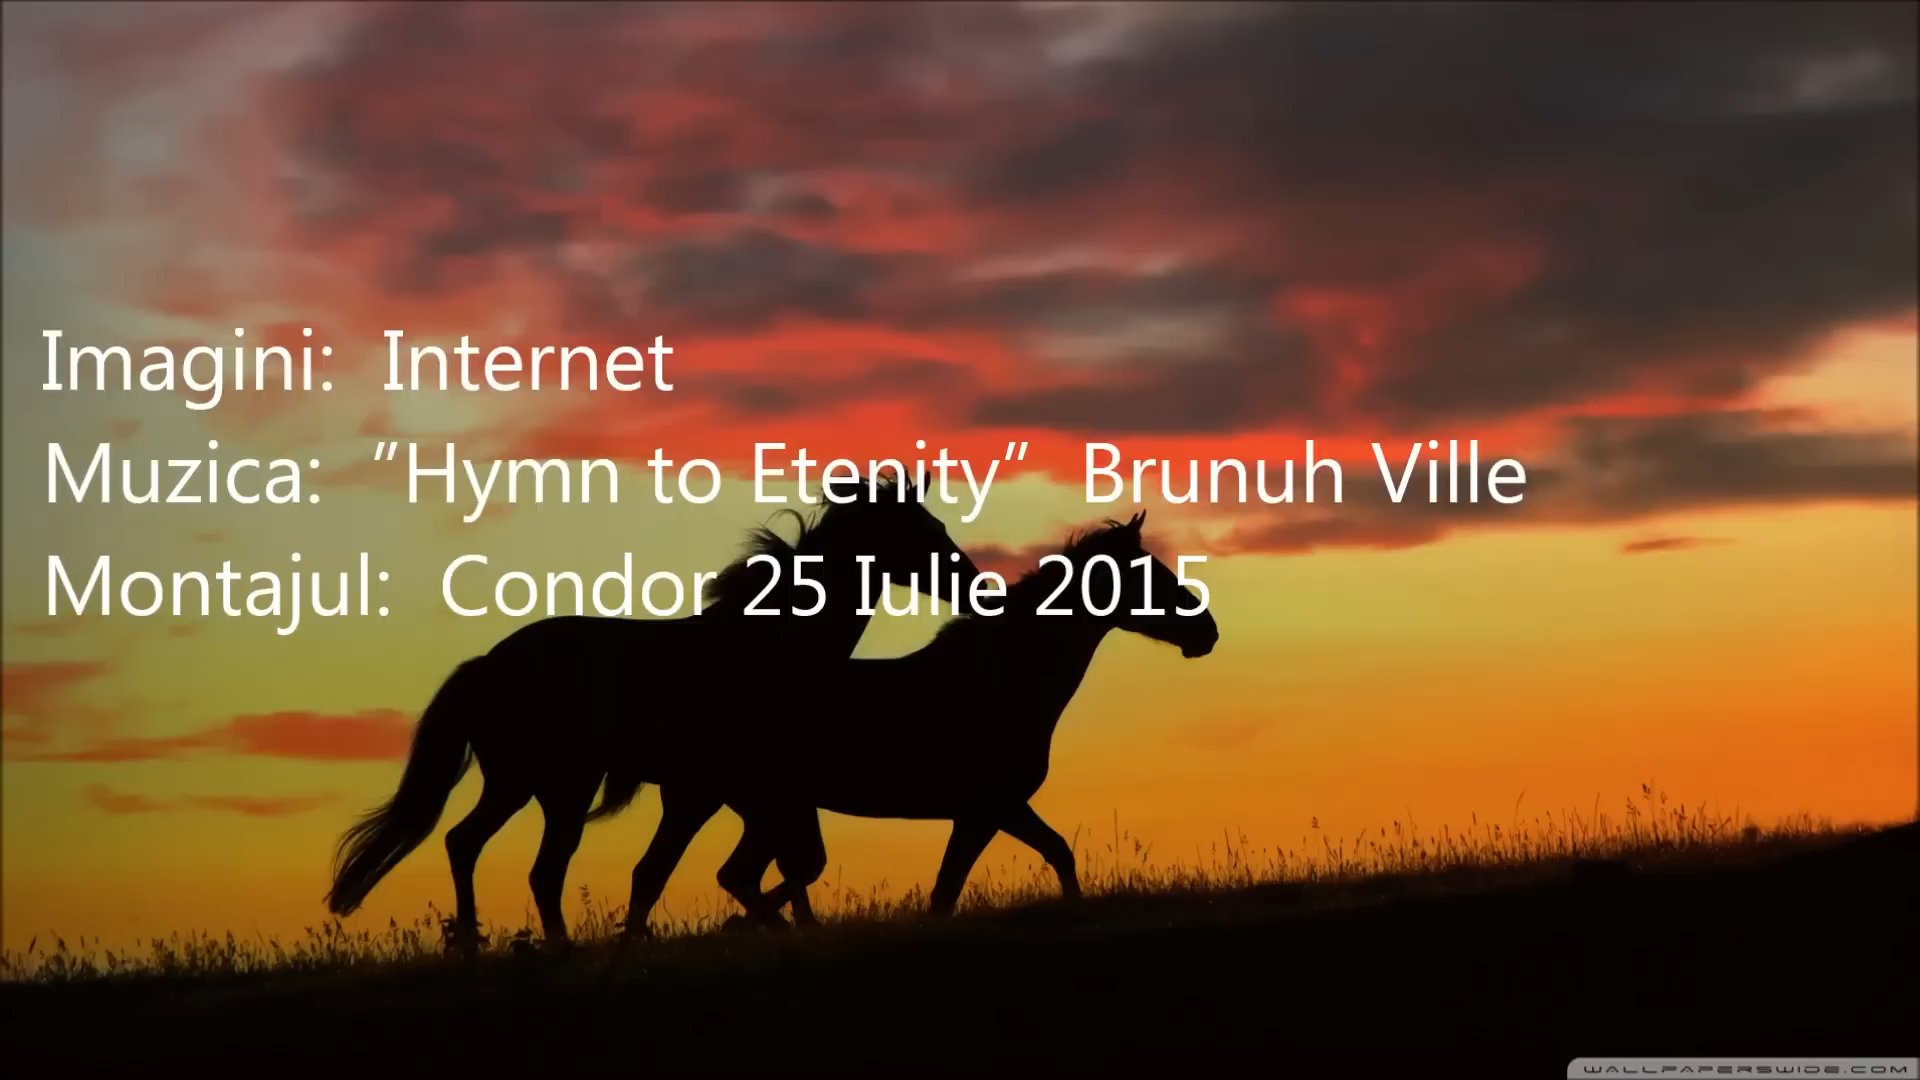 Imagini: Internet
Muzica: "Hymn to Etenity" Brunuh Ville
Montajul: Condor 25 Iulie 2015
WALLPAPERSWIDE.COM